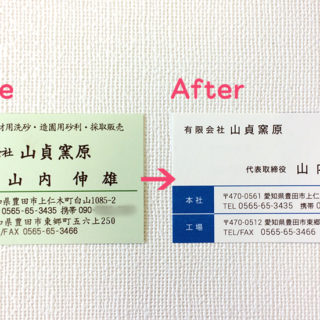 e
After
材用洗砂・造園用砂利・採取販売
社 山貞窯原
山内伸雄
県豊田市上仁木町白山1085-2
0565-65-3435 携帯 090
県豊田市東郷町五六上250
/FAX 0565-65-3466
有限会社 山貞窯原
代表取締役 山内
本社
〒470-0561 愛知県豊田市上
TEL 0565-65-3435 携帯
工場
〒470-0512 愛知県豊田市東郷
TEL/FAX 0565-65-3466